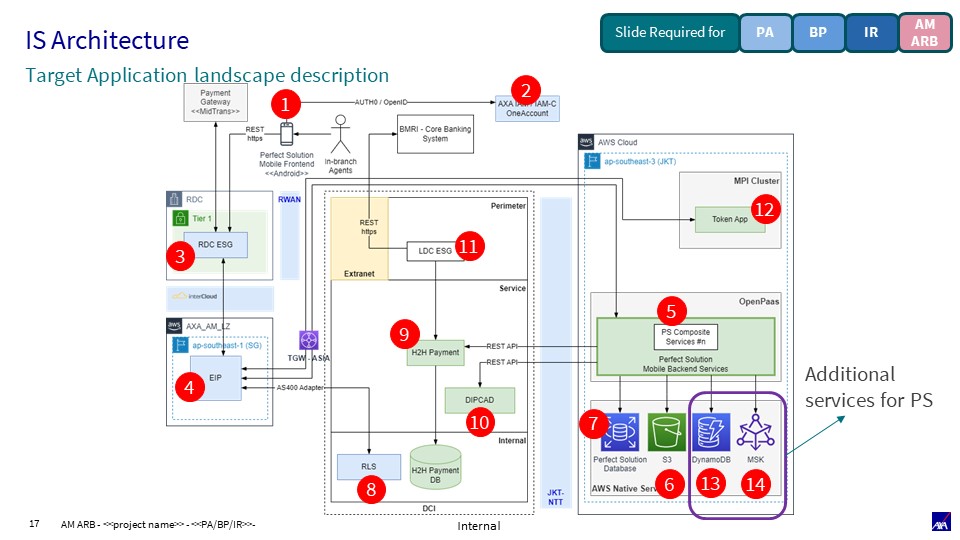 IS Architecture
Slide Required for
PA
BP
IR
AM
ARB
Target Application landscape description
Payment
Gateway
<<MidTrans>>
1
AUTH0 / OpenID
2
OneAccount
REST
https
Perfect Solution
Mobile Frontend
<<Android>>
In-branch
Agents
BMRI - Core Banking
System
aws
AWS Cloud
ap-southeast-3 (JKT)
MPI Cluster
Token App
12
RDC
Tier 1
RDC ESG
3
RWAN
interCloud
Perimeter
REST
https
LDC ESG
11
Extranet
Service
aws
AXA_AM_LZ
ap-southeast-1 (SG)
EIP
4
TGW - ASIA
AS400 Adapter
9
H2H Payment
REST API
REST API
DIPCAD
10
Internal
RLS
8
H2H Payment
DB
DCI
JKT-
NTT
OpenPaas
5
PS Composite
Services #n
Perfect Solution
Mobile Backend Services
7
Perfect Solution
Database
S3
DynamoDB
MSK
6
13
14
Additional
services for PS
17
AM ARB - <<project name>> - <<PA/BP/IR>>-
Internal
AXA